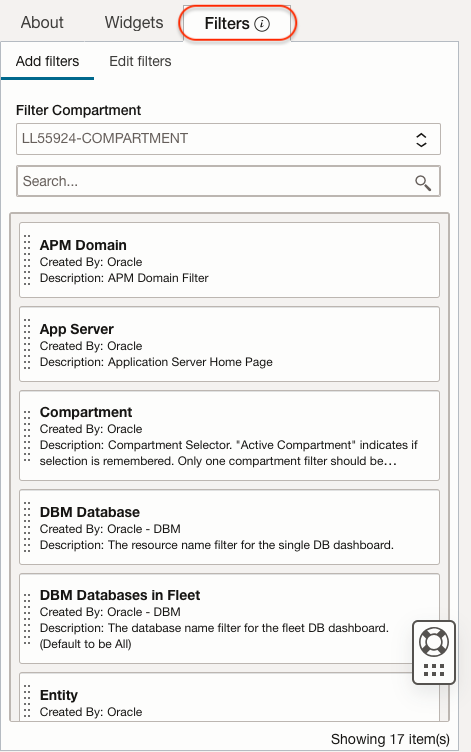 About Widgets Filters
Add filters Edit filters
Filter Compartment
LL55924-COMPARTMENT
Search...
APM Domain
Created By: Oracle
Description: APM Domain Filter
App Server
Created By: Oracle
Description: Application Server Home Page
Compartment
Created By: Oracle
Description: Compartment Selector. "Active Compartment" indicates if
selection is remembered. Only one compartment filter should be...
DBM Database
Created By: Oracle - DBM
Description: The resource name filter for the single DB dashboard.
DBM Databases in Fleet
Created By: Oracle - DBM
Description: The database name filter for the fleet DB dashboard.
(Default to be All)
Entity
Created By: Oracle
Showing 17 item(s)